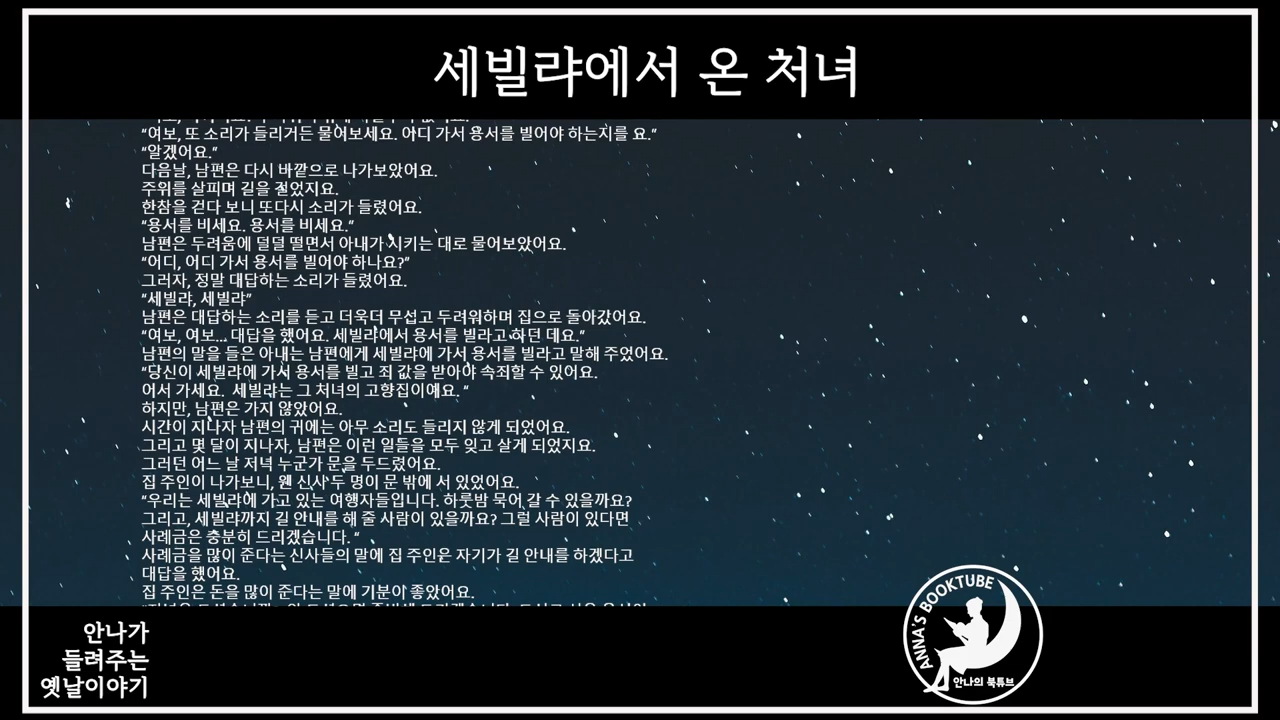 세빌랴에서 온 처녀
“여보, 또 소리가 들리거든 물어보세요. 어디 가서 용서를 빌어야 하는지를 요.”
“알겠어요.”
다음날, 남편은 다시 바깥으로 나가보았어요.
주위를 살피며 길을 걸었지요.
한참을 걷다 보니 또다시 소리가 들렸어요.
“용서를 비세요. 용서를 비세요.”
남편은 두려움에 덜덜 떨면서 아내가 시키는 대로 물어보았어요.
“어디, 어디 가서 용서를 빌어야 하나요?”
그러자, 정말 대답하는 소리가 들렸어요.
“세빌랴, 세빌랴”
남편은 대답하는 소리를 듣고 더욱더 무섭고 두려워하며 집으로 돌아갔어요.
“여보, 여보... 대답을 했어요. 세빌랴에서 용서를 빌라고 하던 데요.”
남편의 말을 들은 아내는 남편에게 세빌랴에 가서 용서를 빌라고 말해 주었어요.
“당신이 세빌랴에 가서 용서를 빌고 죄 값을 받아야 속죄할 수 있어요.
어서 가세요. 세빌랴는 그 처녀의 고향집이예요. “
하지만, 남편은 가지 않았어요.
시간이 지나자 남편의 귀에는 아무 소리도 들리지 않게 되었어요.
그리고 몇 달이 지나자, 남편은 이런 일들을 모두 잊고 살게 되었지요.
그러던 어느 날 저녁 누군가 문을 두드렸어요.
집 주인이 나가보니, 웬 신사 두 명이 문 밖에 서 있었어요.
“우리는 세빌랴에 가고 있는 여행자들입니다. 하룻밤 묵어 갈 수 있을까요?
그리고, 세빌랴까지 길 안내를 해 줄 사람이 있을까요? 그럴 사람이 있다면
사례금은 충분히 드리겠습니다. “
사례금을 많이 준다는 신사들의 말에 집 주인은 자기가 길 안내를 하겠다고
대답을 했어요.
집 주인은 돈을 많이 준다는 말에 기분이 좋았어요.
안나가
들려주는
옛날이야기
ANNA'S BOOKTUBE
안나의 북튜브